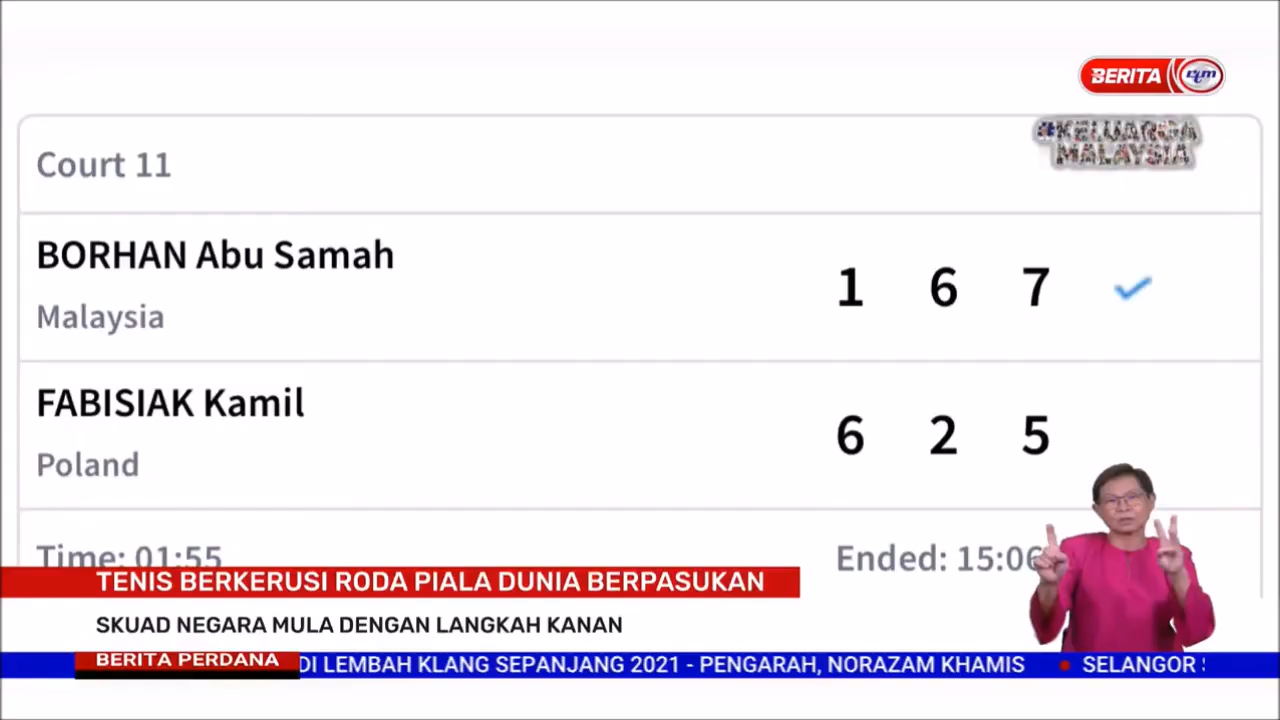 BERITA rtm
#KELUARGA
MALAYSIA
Court 11
BORHAN Abu Samah
Malaysia
1 6 7
FABISIAK Kamil
Poland
6 2 5
Time: 01:55
Ended: 15:06
TENIS BERKERUSI RODA PIALA DUNIA BERPASUKAN
SKUAD NEGARA MULA DENGAN LANGKAH KANAN
BERITA PERDANA
DI LEMBAH KLANG SEPANJANG 2021 - PENGARAH, NORAZAM KHAMIS • SELANGOR